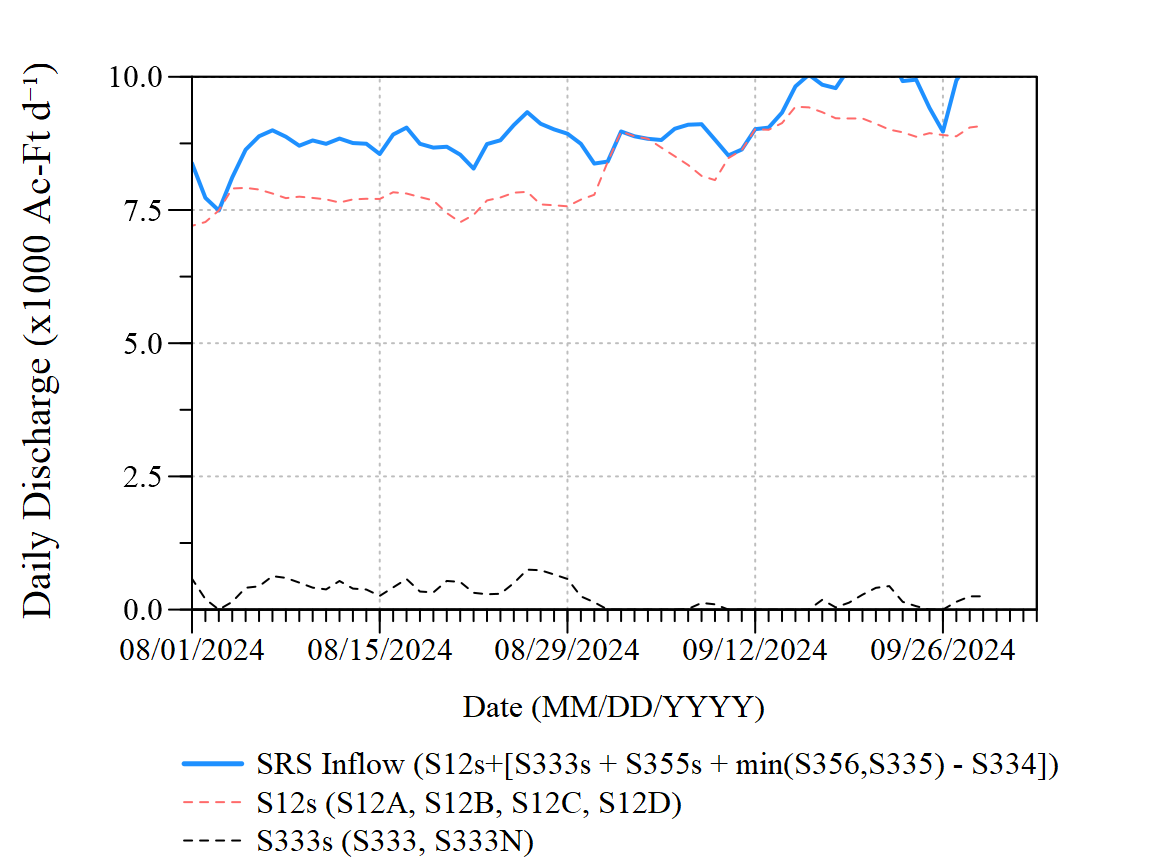 Daily Discharge (x1000 Ac-Ft d⁻¹)
10.0
7.5
5.0
2.5
0.0
08/01/2024 08/15/2024 08/29/2024 09/12/2024 09/26/2024
Date (MM/DD/YYYY)
SRS Inflow (S12s+[S333s + S355s + min(S356,S335) - S334])
S12s (S12A, S12B, S12C, S12D)
S333s (S333, S333N)